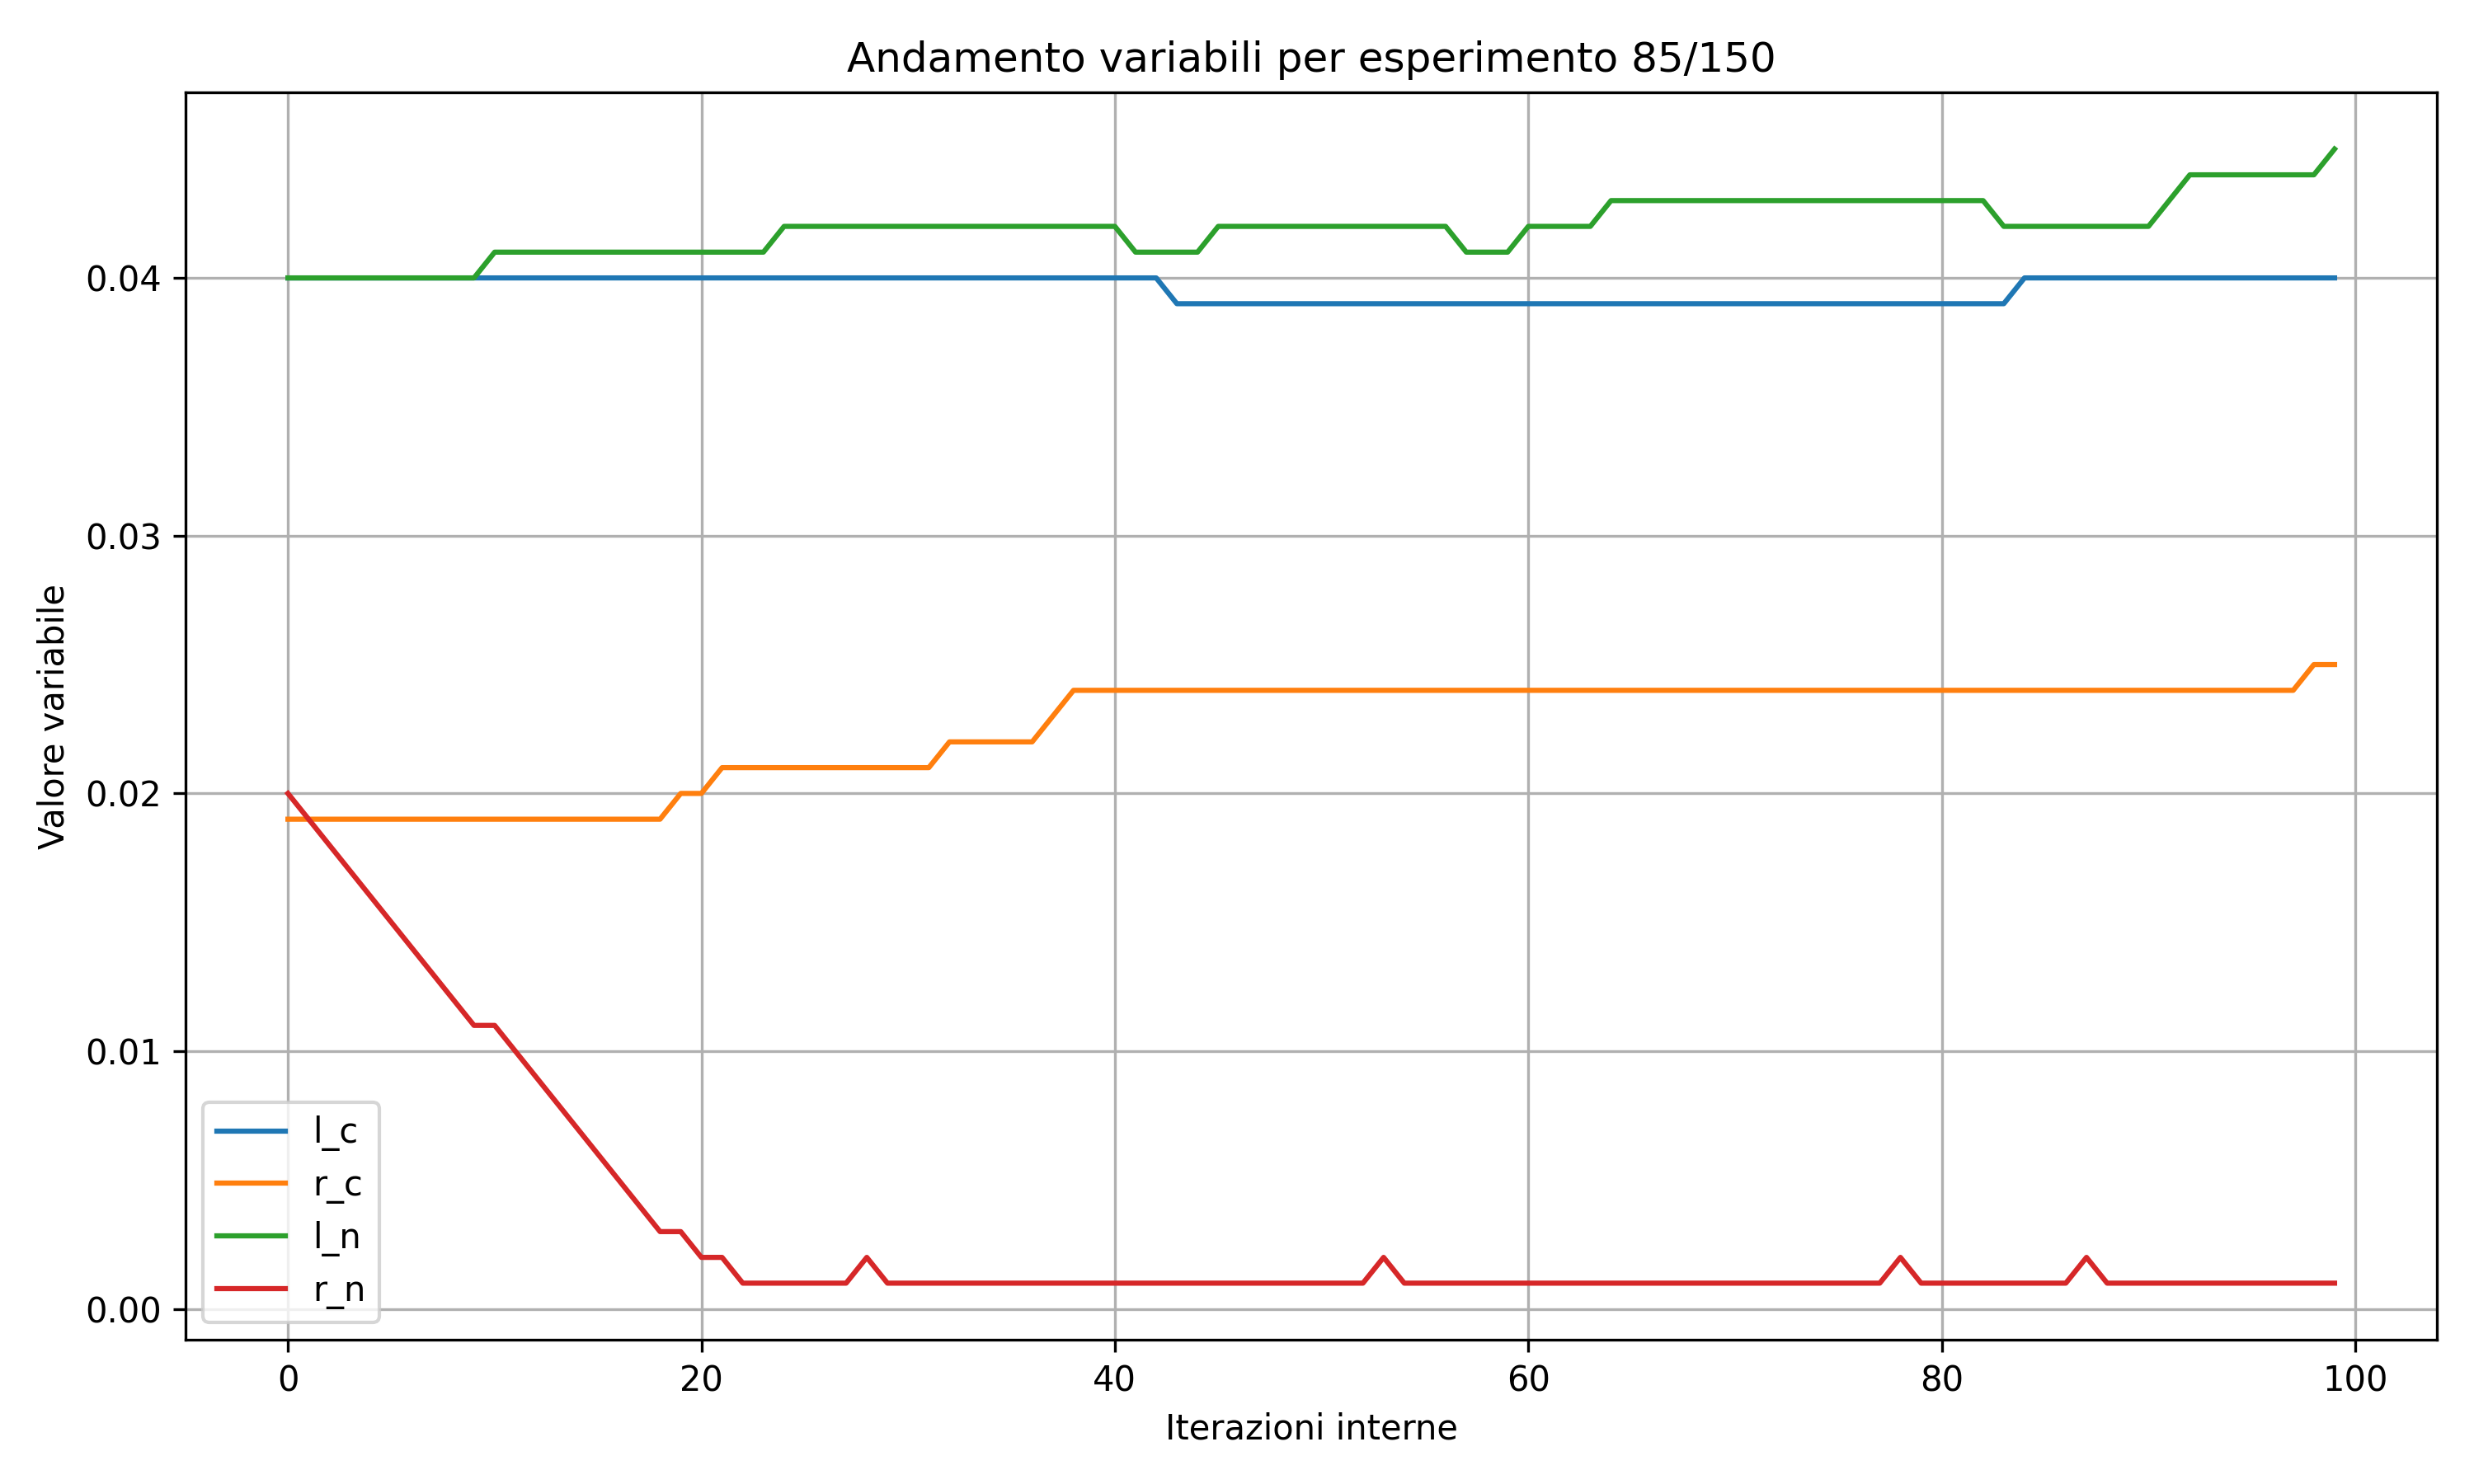 Andamento variabili per esperimento 85/150
Valore variabile
0.04
0.03
0.02
0.01
0.00
l_c
r_c
l_n
r_n
0 20 40 60 80 100
Iterazioni interne